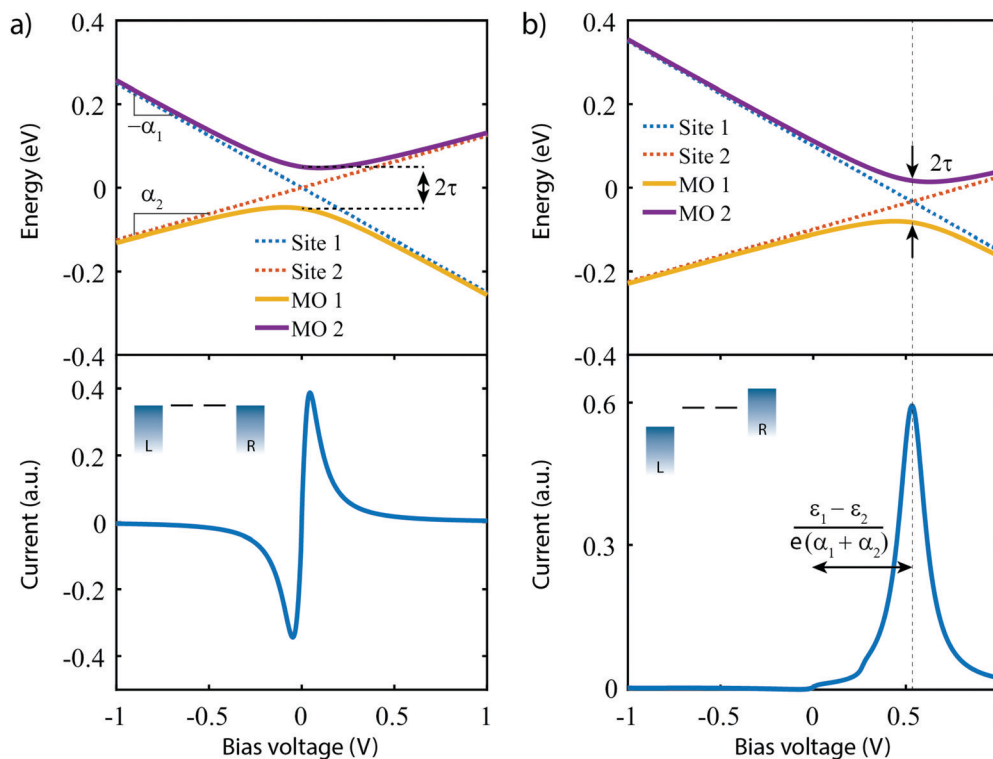 a)
0.4
0.2
0
-0.2
-0.4
Energy (eV)
−α1
α2
2τ
Site 1
Site 2
MO 1
MO 2
0.4
0.2
0
-0.2
-0.4
Current (a.u.)
L
R
-1
-0.5
0
0.5
1
Bias voltage (V)
b)
0.4
0.2
0
-0.2
-0.4
Energy (eV)
Site 1
Site 2
MO 1
MO 2
2τ
0.6
0.3
0
Current (a.u.)
L
R
ε1 − ε2
e(α1 + α2)
-1
0
0.5
Bias voltage (V)